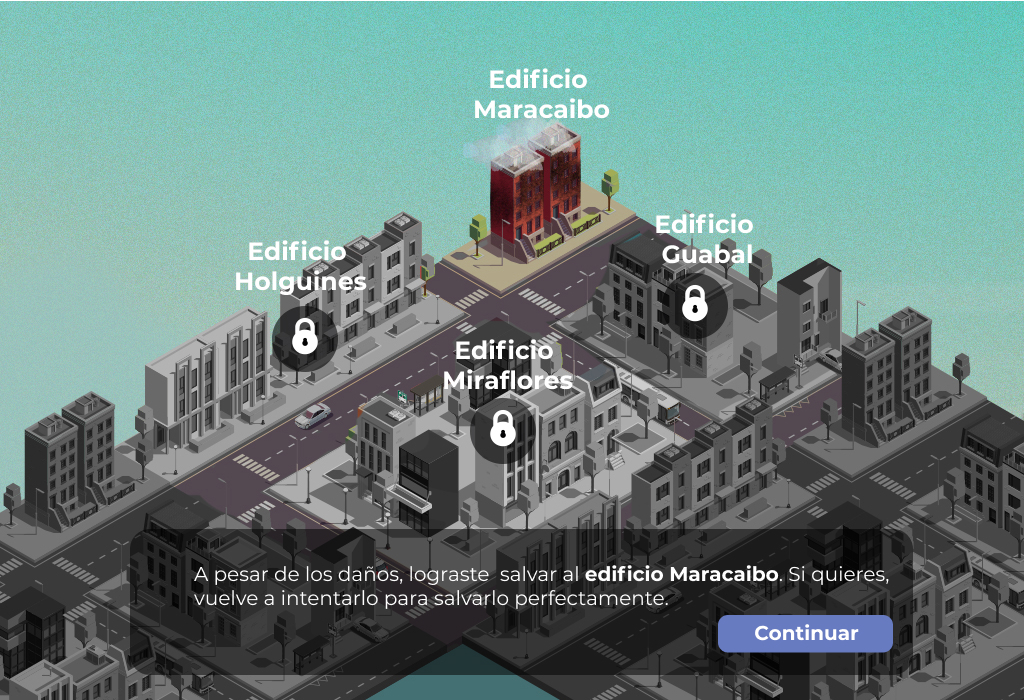 Edificio
Maracaibo
Edificio
Guabal
Edificio
Holguines
Edificio
Miraflores
A pesar de los daños, lograste  salvar al edificio Maracaibo. Si quieres,
vuelve a intentarlo para salvarlo perfectamente.
Continuar